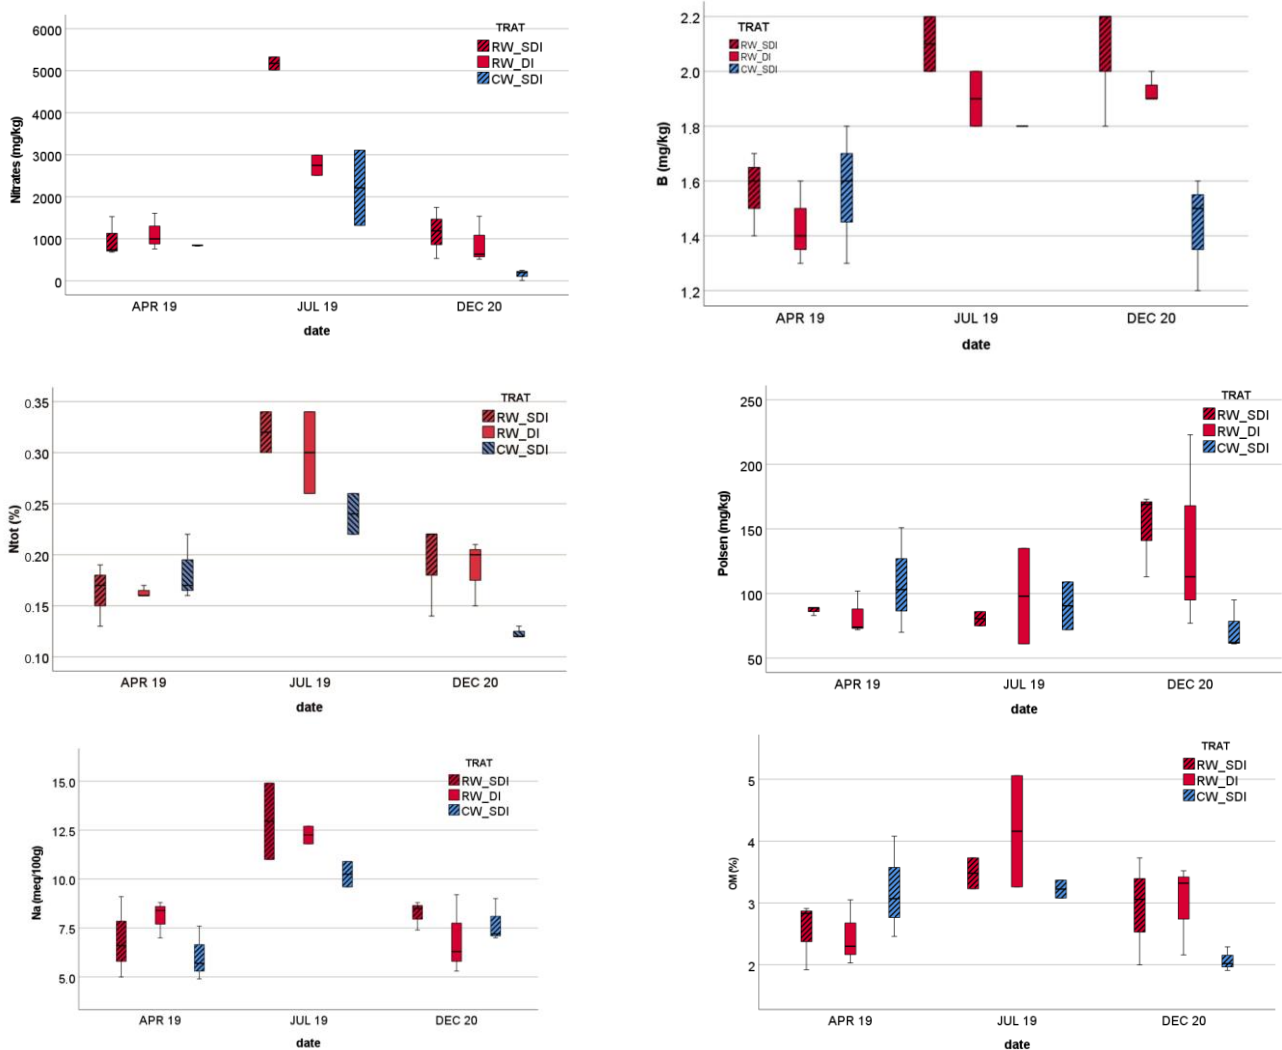 6000
5000
4000
3000
2000
1000
0
Nitrates (mg/kg)
TRAT
RW_SDI
RW_DI
CW_SDI
APR 19 JUL 19 DEC 20
date
2.2
2.0
1.8
1.6
1.4
1.2
B (mg/kg)
TRAT
RW_SDI
RW_DI
CW_SDI
APR 19 JUL 19 DEC 20
date
0.35
0.30
0.25
0.20
0.15
0.10
Ntot (%)
TRAT
RW_SDI
RW_DI
CW_SDI
APR 19 JUL 19 DEC 20
date
250
200
150
100
50
Polsen (mg/kg)
TRAT
RW_SDI
RW_DI
CW_SDI
APR 19 JUL 19 DEC 20
date
15.0
12.5
10.0
7.5
5.0
Na (meq/100g)
TRAT
RW_SDI
RW_DI
CW_SDI
APR 19 JUL 19 DEC 20
date
5
4
3
2
OM (%)
TRAT
RW_SDI
RW_DI
CW_SDI
APR 19 JUL 19 DEC 20
date